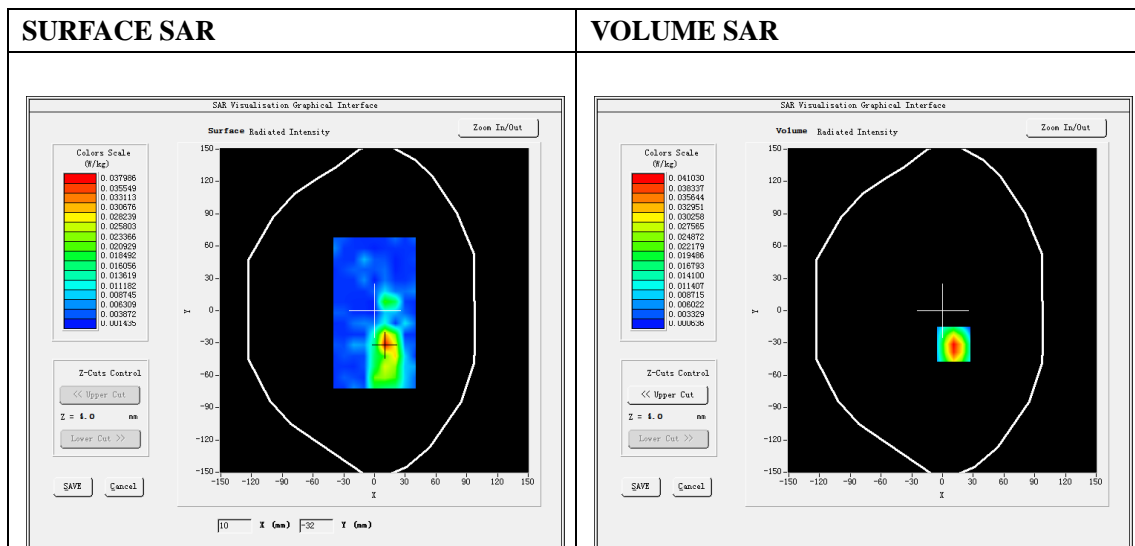 SURFACE SAR
VOLUME SAR
SAR Visualisation Graphical Interface
Surface Radiated Intensity
Zoom In/Out
Colors Scale
(W/kg)
0.037986
0.035549
0.033113
0.030676
0.028239
0.025803
0.023366
0.020929
0.018492
0.016056
0.013619
0.011182
0.008745
0.006309
0.003872
0.001435
150
120
90
60
30
0
-30
-60
-90
-120
-150
Y
-150 -120 -90 -60 -30 0 30 60 90 120 150
X
Z-Cuts Control
<< Upper Cut
Z = 4.0 mm
Lower Cut >>
SAVE Cancel
10 X (mm) -32 Y (mm)
SAR Visualisation Graphical Interface
Volume Radiated Intensity
Zoom In/Out
Colors Scale
(W/kg)
0.041030
0.038337
0.035644
0.032951
0.030258
0.027565
0.024872
0.022179
0.019486
0.016793
0.014100
0.011407
0.008715
0.006022
0.003329
0.000636
150
120
90
60
30
0
-30
-60
-90
-120
-150
Y
-150 -120 -90 -60 -30 0 30 60 90 120 150
X
Z-Cuts Control
<< Upper Cut
Z = 4.0 mm
Lower Cut >>
SAVE Cancel